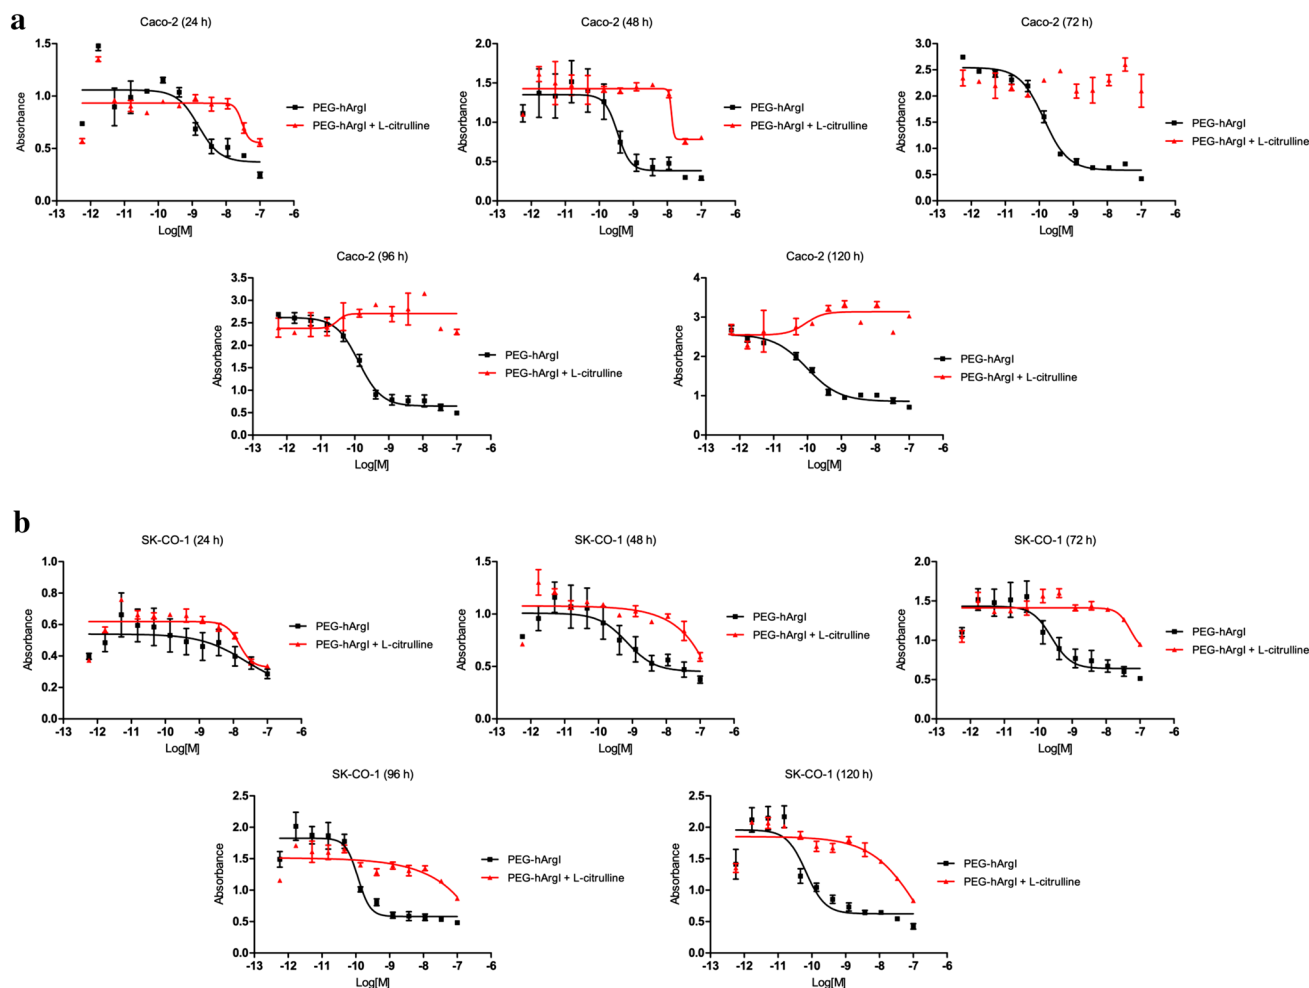 a
Caco-2 (24 h)
1.5
1.0
0.5
0.0
Absorbance
-13 -12 -11 -10 -9 -8 -7 -6
Log[M]
PEG-hArgI
PEG-hArgI + L-citrulline
Caco-2 (48 h)
2.0
1.5
1.0
0.5
0.0
Absorbance
-13 -12 -11 -10 -9 -8 -7 -6
Log[M]
PEG-hArgI
PEG-hArgI + L-citrulline
Caco-2 (72 h)
3.0
2.5
2.0
1.5
1.0
0.5
0.0
Absorbance
-13 -12 -11 -10 -9 -8 -7 -6
Log[M]
PEG-hArgI
PEG-hArgI + L-citrulline
Caco-2 (96 h)
3.5
3.0
2.5
2.0
1.5
1.0
0.5
0.0
Absorbance
-13 -12 -11 -10 -9 -8 -7 -6
Log[M]
PEG-hArgI
PEG-hArgI + L-citrulline
Caco-2 (120 h)
4
3
2
1
0
Absorbance
-13 -12 -11 -10 -9 -8 -7 -6
Log[M]
PEG-hArgI
PEG-hArgI + L-citrulline
b
SK-CO-1 (24 h)
1.0
0.8
0.6
0.4
0.2
0.0
Absorbance
-13 -12 -11 -10 -9 -8 -7 -6
Log[M]
PEG-hArgI
PEG-hArgI + L-citrulline
SK-CO-1 (48 h)
1.5
1.0
0.5
0.0
Absorbance
-13 -12 -11 -10 -9 -8 -7 -6
Log[M]
PEG-hArgI
PEG-hArgI + L-citrulline
SK-CO-1 (72 h)
2.0
1.5
1.0
0.5
0.0
Absorbance
-13 -12 -11 -10 -9 -8 -7 -6
Log[M]
PEG-hArgI
PEG-hArgI + L-citrulline
SK-CO-1 (96 h)
2.5
2.0
1.5
1.0
0.5
0.0
Absorbance
-13 -12 -11 -10 -9 -8 -7 -6
Log[M]
PEG-hArgI
PEG-hArgI + L-citrulline
SK-CO-1 (120 h)
2.5
2.0
1.5
1.0
0.5
0.0
Absorbance
-13 -12 -11 -10 -9 -8 -7 -6
Log[M]
PEG-hArgI
PEG-hArgI + L-citrulline